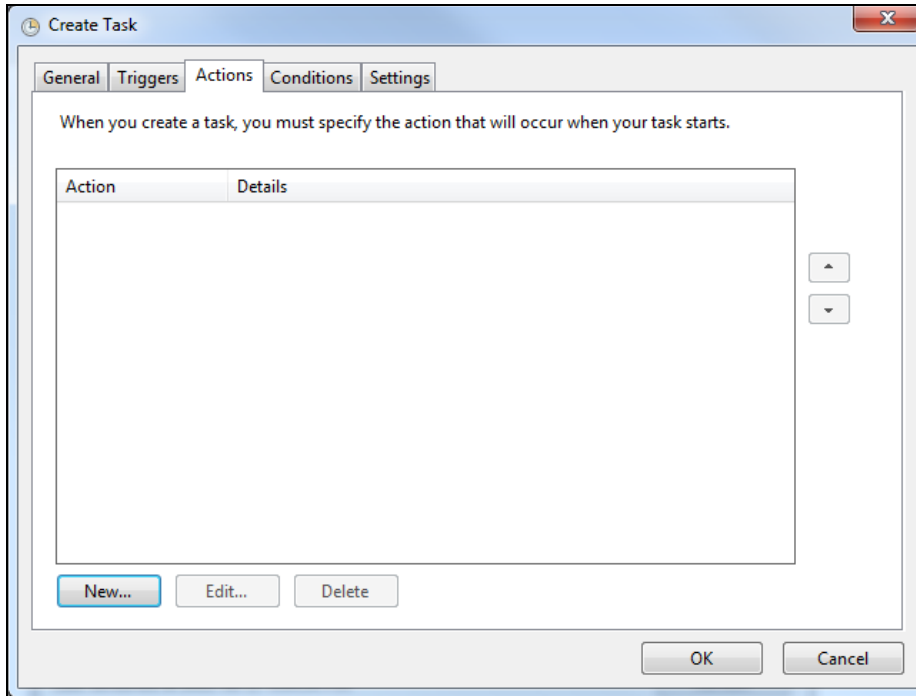 Create Task
General Triggers Actions Conditions Settings
When you create a task, you must specify the action that will occur when your task starts.
Action Details
New... Edit... Delete
OK Cancel